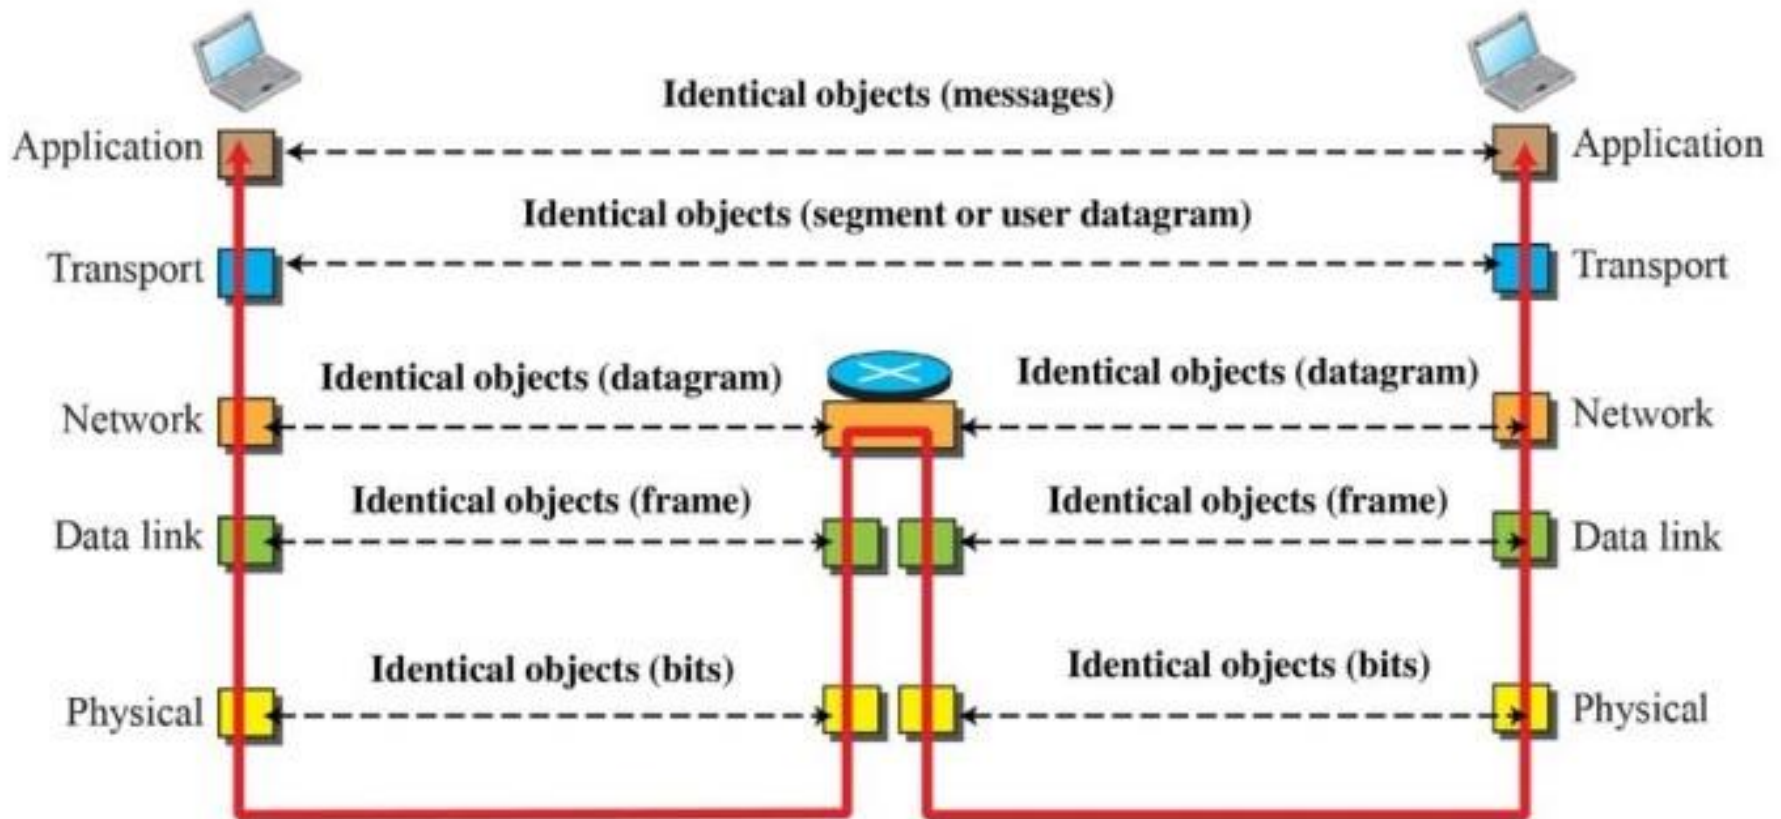 Identical objects (messages)
Application
Application
Identical objects (segment or user datagram)
Transport
Transport
Identical objects (datagram)
Identical objects (datagram)
Network
Network
Identical objects (frame)
Identical objects (frame)
Data link
Data link
Identical objects (bits)
Identical objects (bits)
Physical
Physical